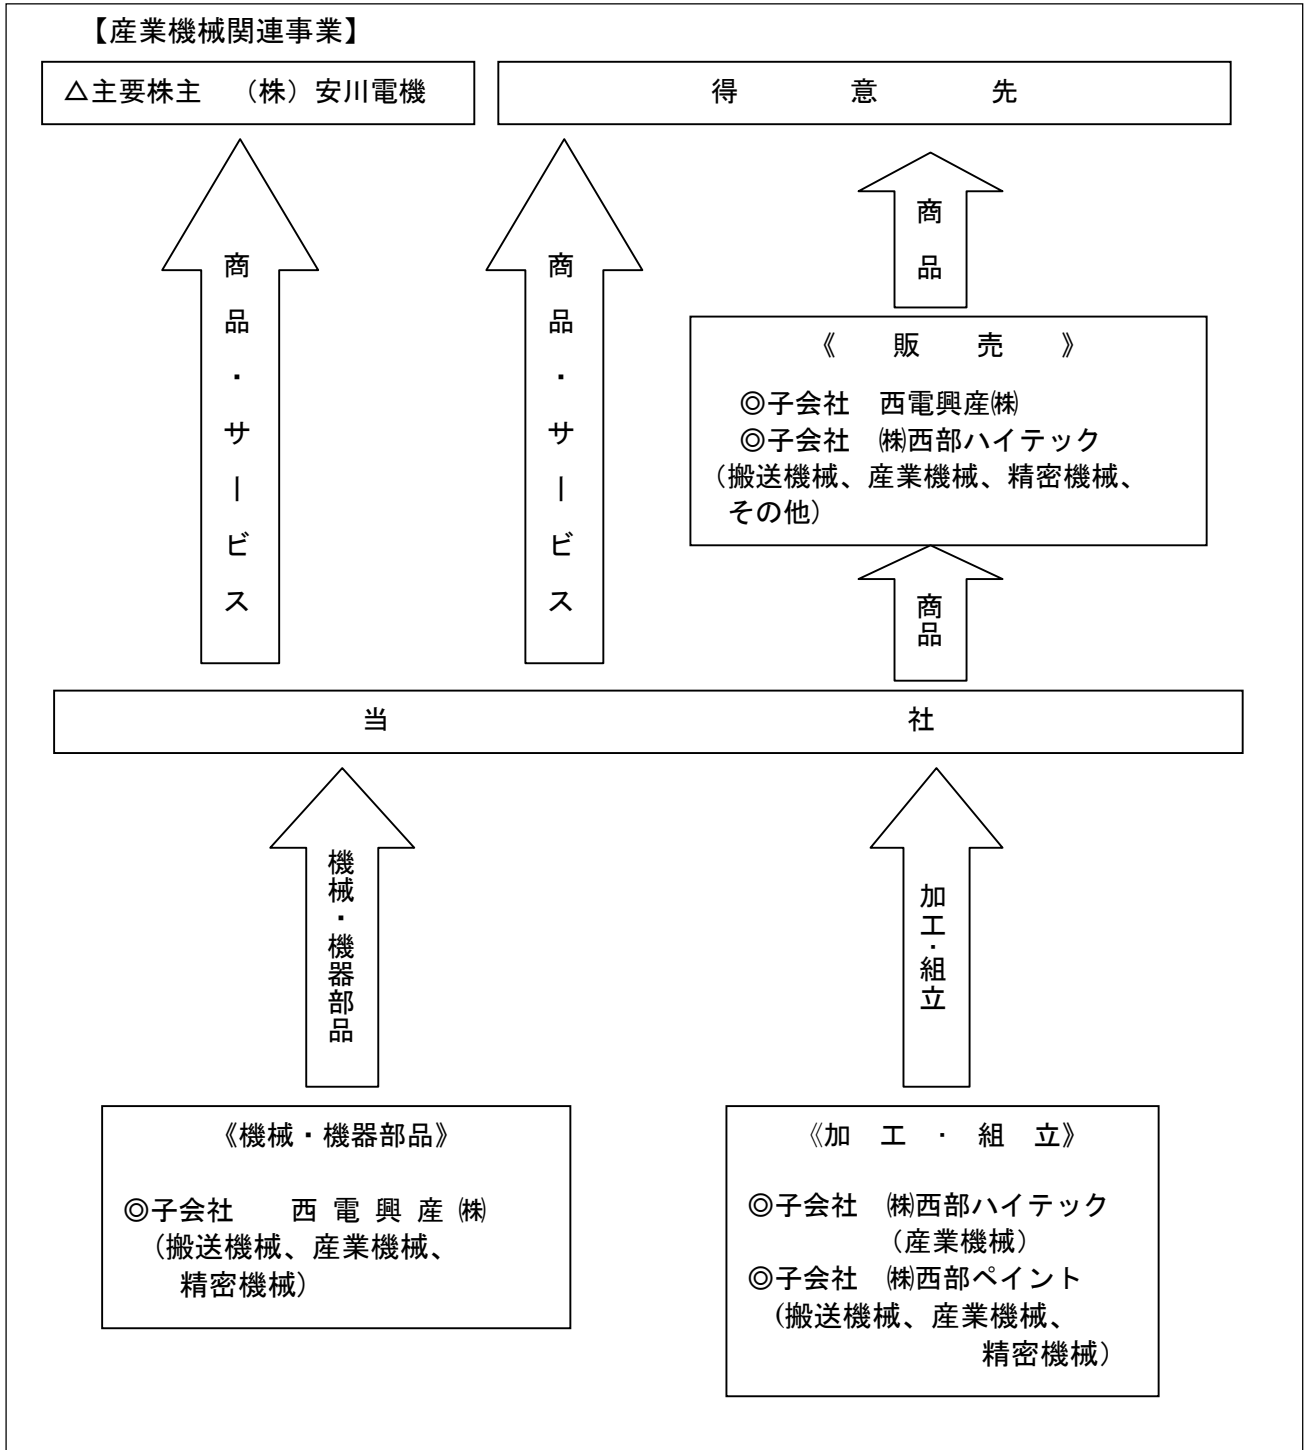 【産業機械関連事業】
△主要株主　（株）安川電機
得　意　先
商品・サービス
商品・サービス
商品
《　販　売　》
◎子会社　西電興産㈱
◎子会社　㈱西部ハイテック
（搬送機械、産業機械、精密機械、
その他）
商品
当　社
機械・機器部品
加工・組立
《機械・機器部品》
◎子会社　西電興産㈱
（搬送機械、産業機械、
精密機械）
《加　工　・　組　立》
◎子会社　㈱西部ハイテック
（産業機械）
◎子会社　㈱西部ペイント
（搬送機械、産業機械、
精密機械）